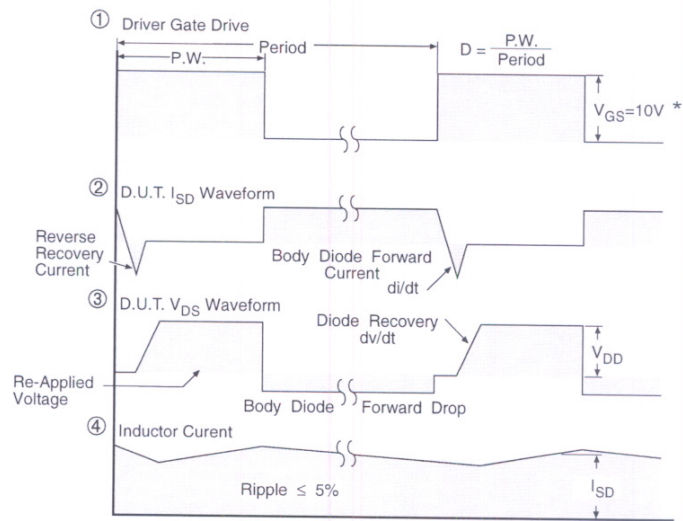 ① Driver Gate Drive
Period
P.W.
D = P.W. / Period
V_GS=10V *
② D.U.T. I_SD Waveform
Reverse
Recovery
Current
Body Diode Forward
Current
di/dt
③ D.U.T. V_DS Waveform
Diode Recovery
dv/dt
V_DD
Re-Applied
Voltage
Body Diode Forward Drop
④ Inductor Curent
Ripple ≤ 5%
I_SD